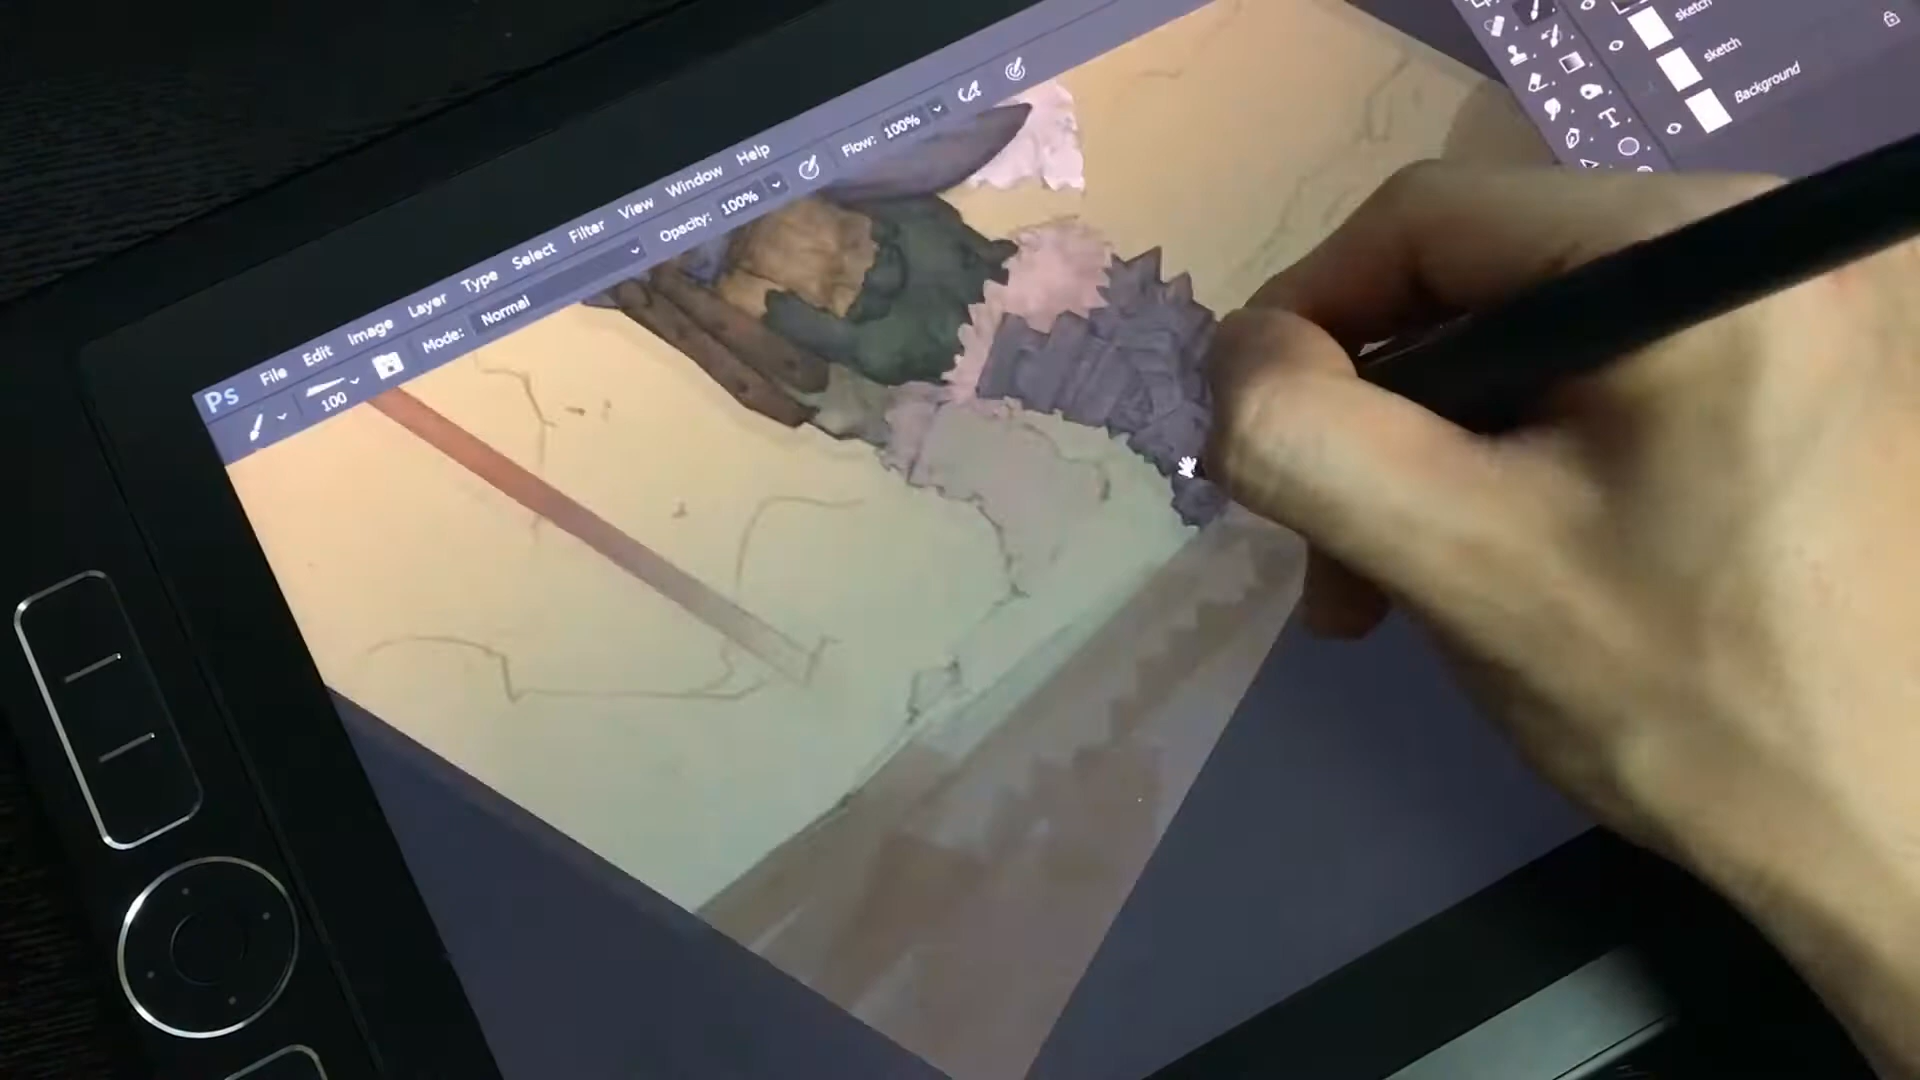 Ps File Edit Image Layer Type Select Filter View Window Help
100 Mode: Normal Opacity: 100% Flow: 100%
sketch
sketch
Background
T